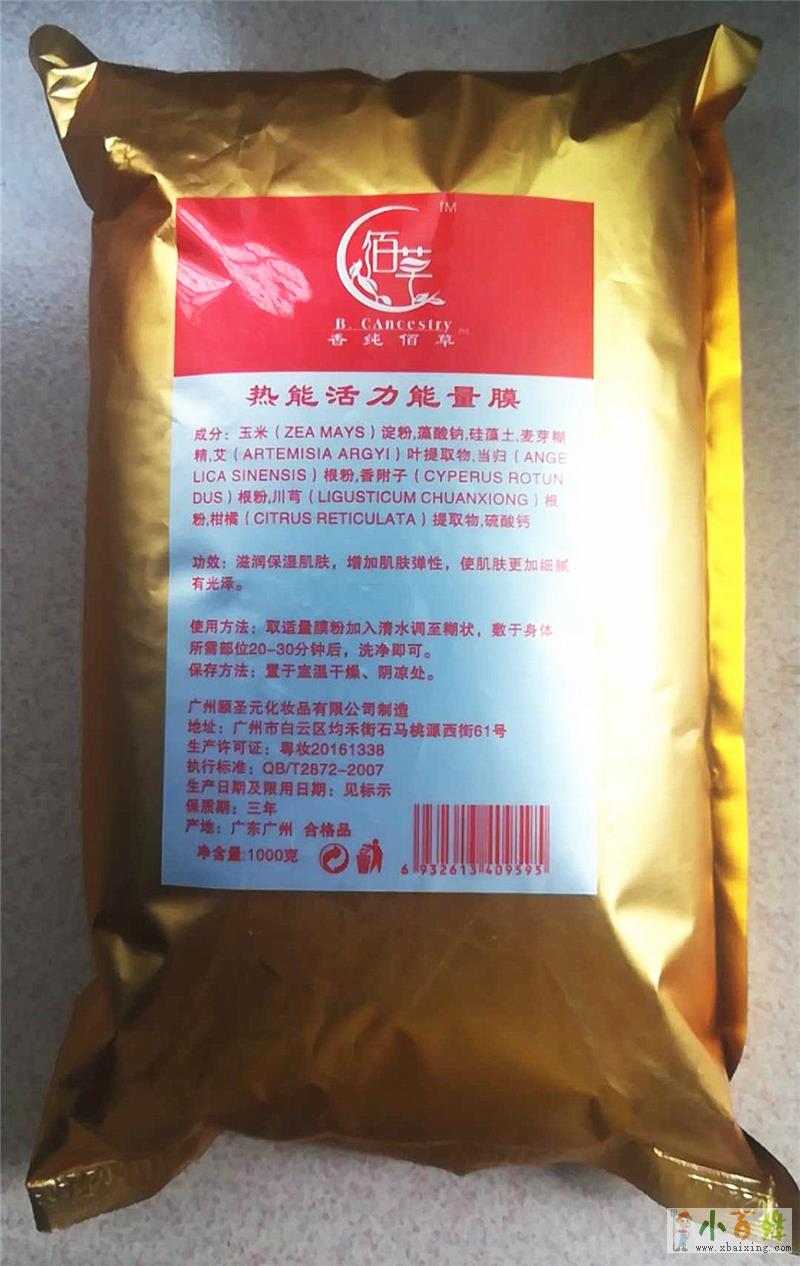 TM
佰草
B. CAncestry TM
香纯佰草
热能活力能量膜
成分：玉米（ZEA MAYS）淀粉,藻酸钠,硅藻土,麦芽糊
精,艾（ARTEMISIA ARGYI）叶提取物,当归（ANGE
LICA SINENSIS）根粉,香附子（CYPERUS ROTUN
DUS）根粉,川芎（LIGUSTICUM CHUANXIONG）根
粉,柑橘（CITRUS RETICULATA）提取物,硫酸钙
功效：滋润保湿肌肤，增加肌肤弹性，使肌肤更加细腻
有光泽。
使用方法：取适量膜粉加入清水调至糊状，敷于身体
所需部位20-30分钟后，洗净即可。
保存方法：置于室温干燥、阴凉处。
广州颐圣元化妆品有限公司制造
地址：广州市白云区均禾街石马桃源西街61号
生产许可证：粤妆20161338
执行标准：QB/T2872-2007
生产日期及限用日期：见标示
保质期：三年
产地：广东广州 合格品
净含量:1000克
6 932613 409595
小百姓
www.xbaixing.com